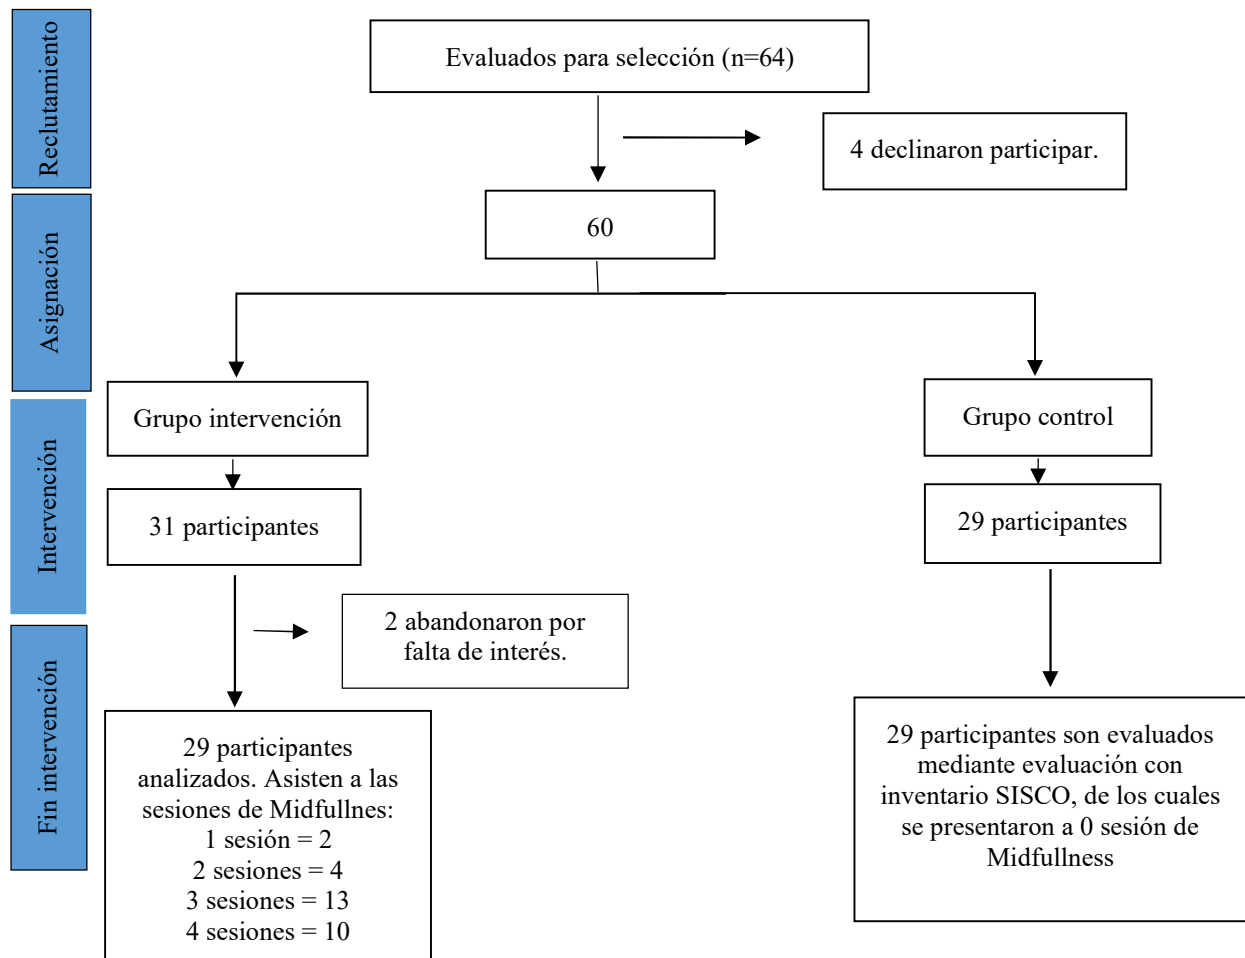 Reclutamiento
Evaluados para selección (n=64)
4 declinaron participar.
Asignación
60
Intervención
Grupo intervención
Grupo control
31 participantes
29 participantes
2 abandonaron por
falta de interés.
Fin intervención
29 participantes
analizados. Asisten a las
sesiones de Midfullnes:
1 sesión = 2
2 sesiones = 4
3 sesiones = 13
4 sesiones = 10
29 participantes son evaluados
mediante evaluación con
inventario SISCO, de los cuales
se presentaron a 0 sesión de
Midfullness